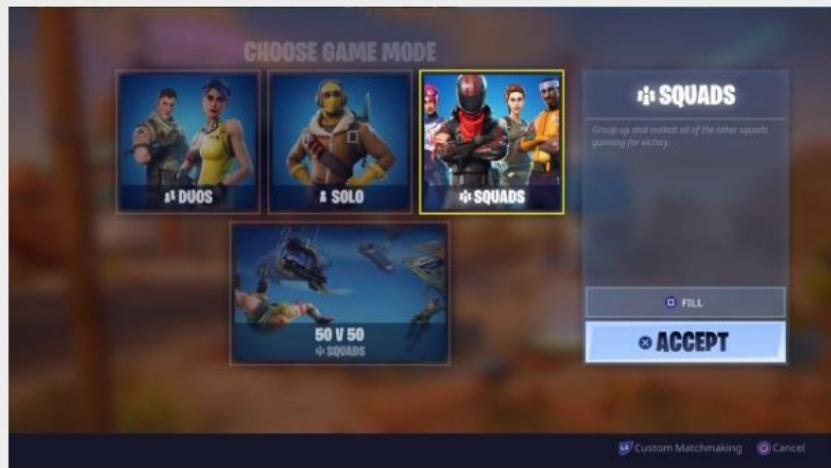 CHOOSE GAME MODE
DUOS
SOLO
SQUADS
50 V 50
SQUADS
SQUADS
Group up and outlast all of the other squads
gunning for victory.
FILL
ACCEPT
L3 Custom Matchmaking
Cancel